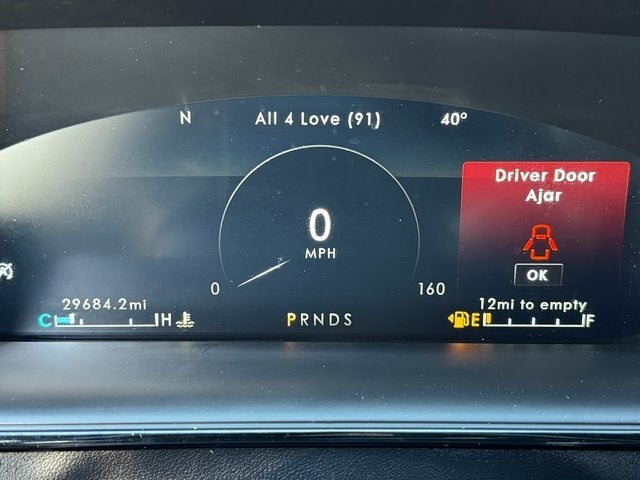 N All 4 Love (91) 40°
Driver Door
Ajar
0
MPH
OK
0 160
29684.2mi 12mi to empty
C H PRNDS E F